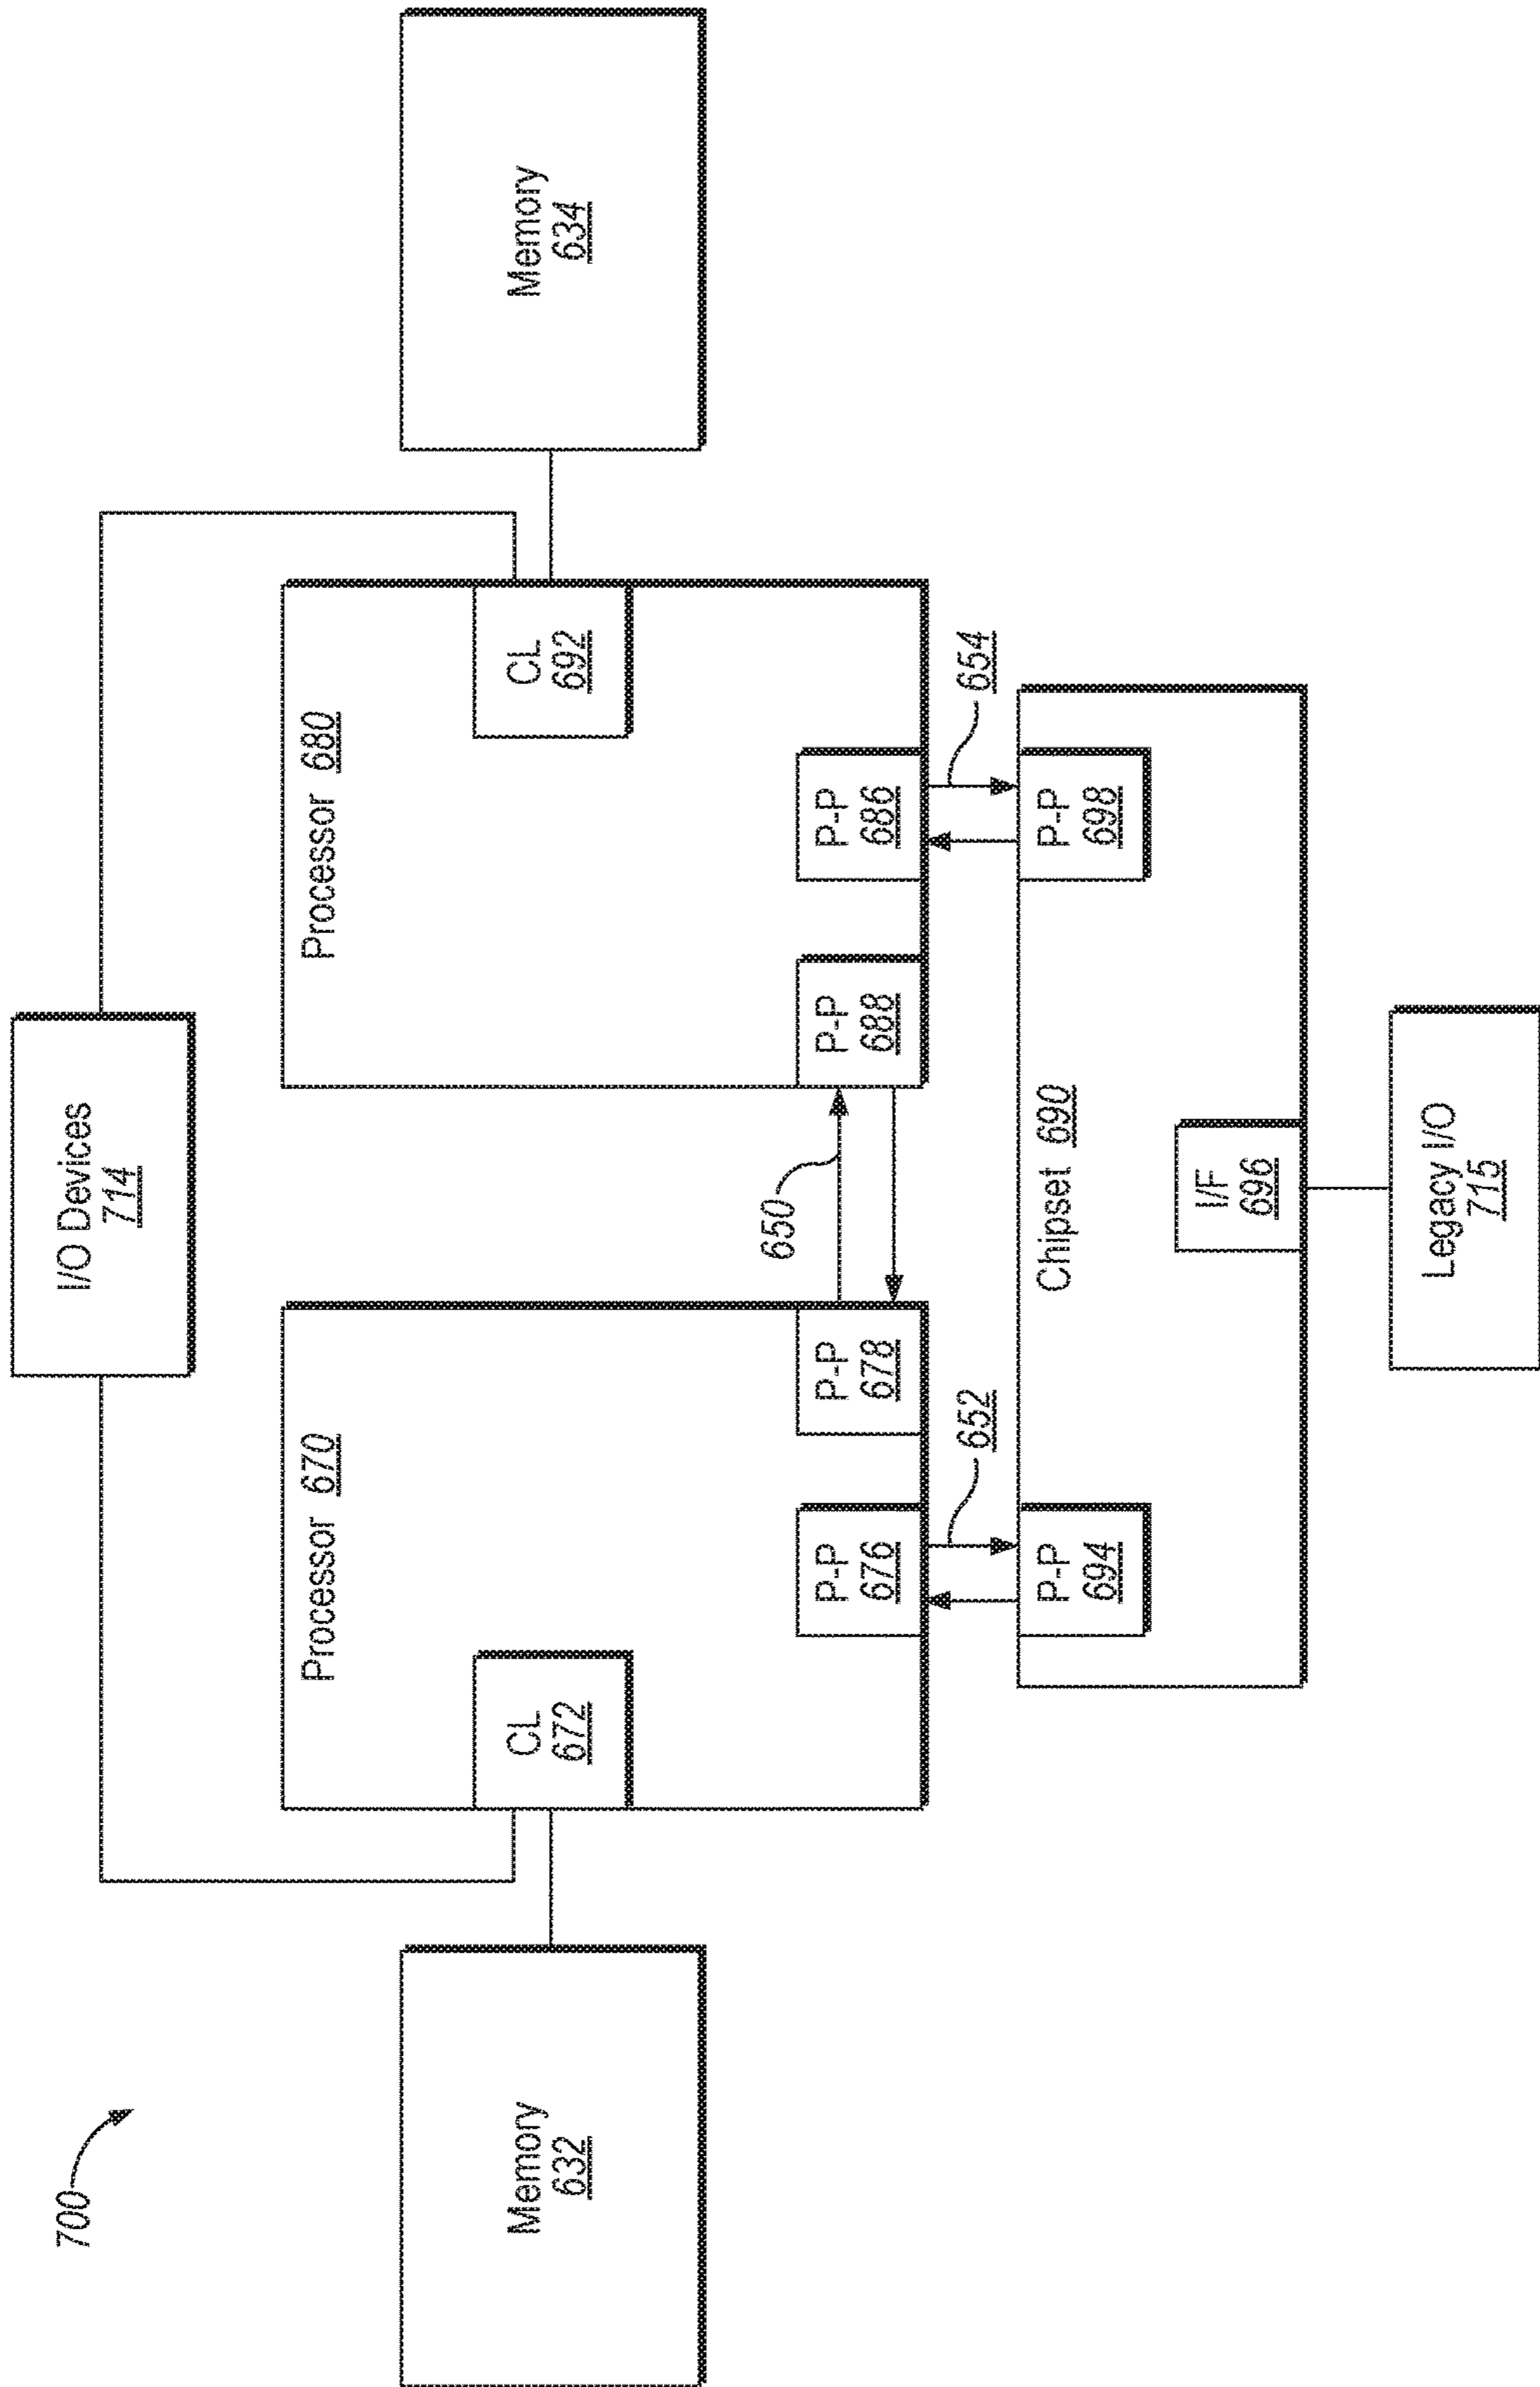 700
I/O Devices
714
Memory
632
Processor 670
CL
672
P-P
676
P-P
678
650
Processor 680
CL
692
P-P
688
P-P
686
Memory
634
652
654
P-P
694
Chipset 690
P-P
698
I/F
696
Legacy I/O
715